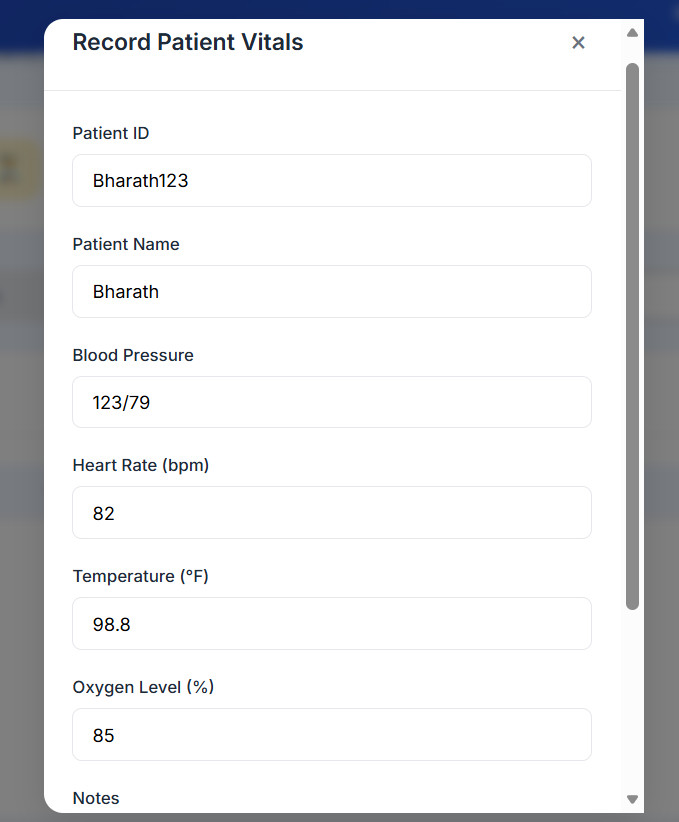 Record Patient Vitals
×
Patient ID
Bharath123
Patient Name
Bharath
Blood Pressure
123/79
Heart Rate (bpm)
82
Temperature (°F)
98.8
Oxygen Level (%)
85
Notes